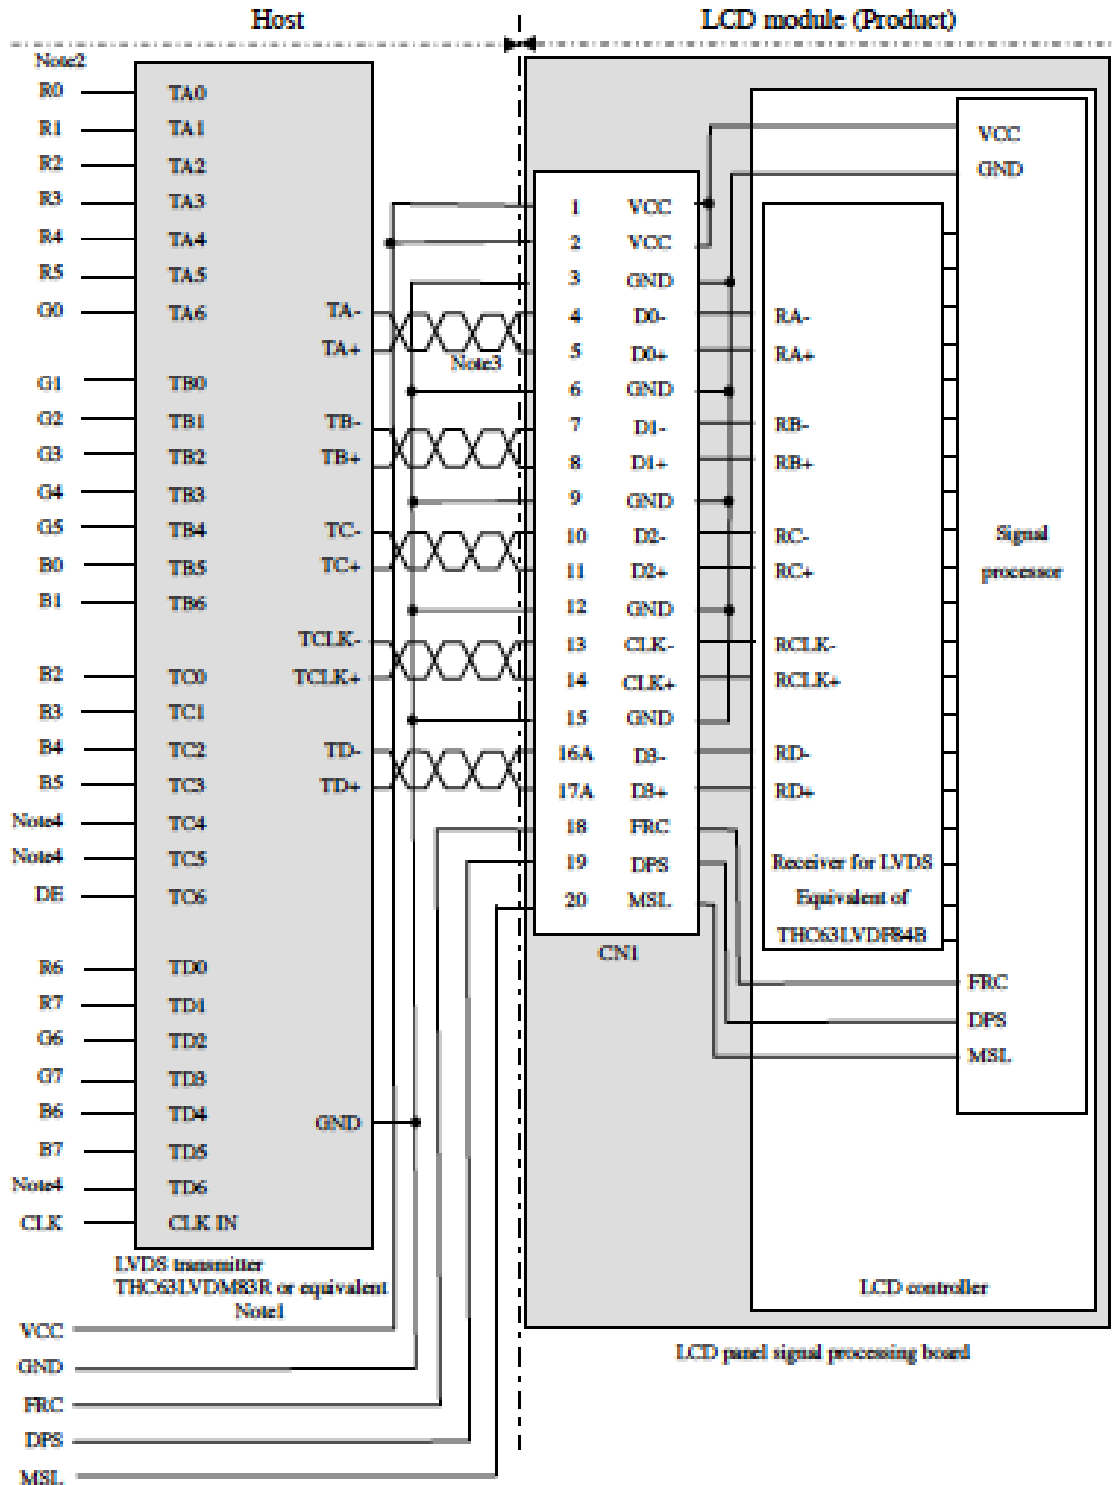 Host
LCD module (Product)
Note2
R0 TA0
R1 TA1
R2 TA2
R3 TA3
R4 TA4
R5 TA5
G0 TA6
G1 TB0
G2 TB1
G3 TB2
G4 TB3
G5 TB4
B0 TB5
B1 TB6
B2 TC0
B3 TC1
B4 TC2
B5 TC3
Note4 TC4
Note4 TC5
DE TC6
R6 TD0
R7 TD1
G6 TD2
G7 TD3
B6 TD4
B7 TD5
Note4 TD6
CLK CLK IN
TA-
TA+
Note3
TB-
TB+
TC-
TC+
TCLK-
TCLK+
TD-
TD+
GND
LVDS transmitter
THC63LVDM83R or equivalent
Note1
VCC
GND
FRC
DPS
MSL
1 VCC
2 VCC
3 GND
4 D0-
5 D0+
6 GND
7 D1-
8 D1+
9 GND
10 D2-
11 D2+
12 GND
13 CLK-
14 CLK+
15 GND
16A D3-
17A D3+
18 FRC
19 DPS
20 MSL
CN1
RA-
RA+
RB-
RB+
RC-
RC+
RCLK-
RCLK+
RD-
RD+
Receiver for LVDS
Equivalent of
THC63LVDF84B
VCC
GND
Signal
processor
FRC
DPS
MSL
LCD controller
LCD panel signal processing board